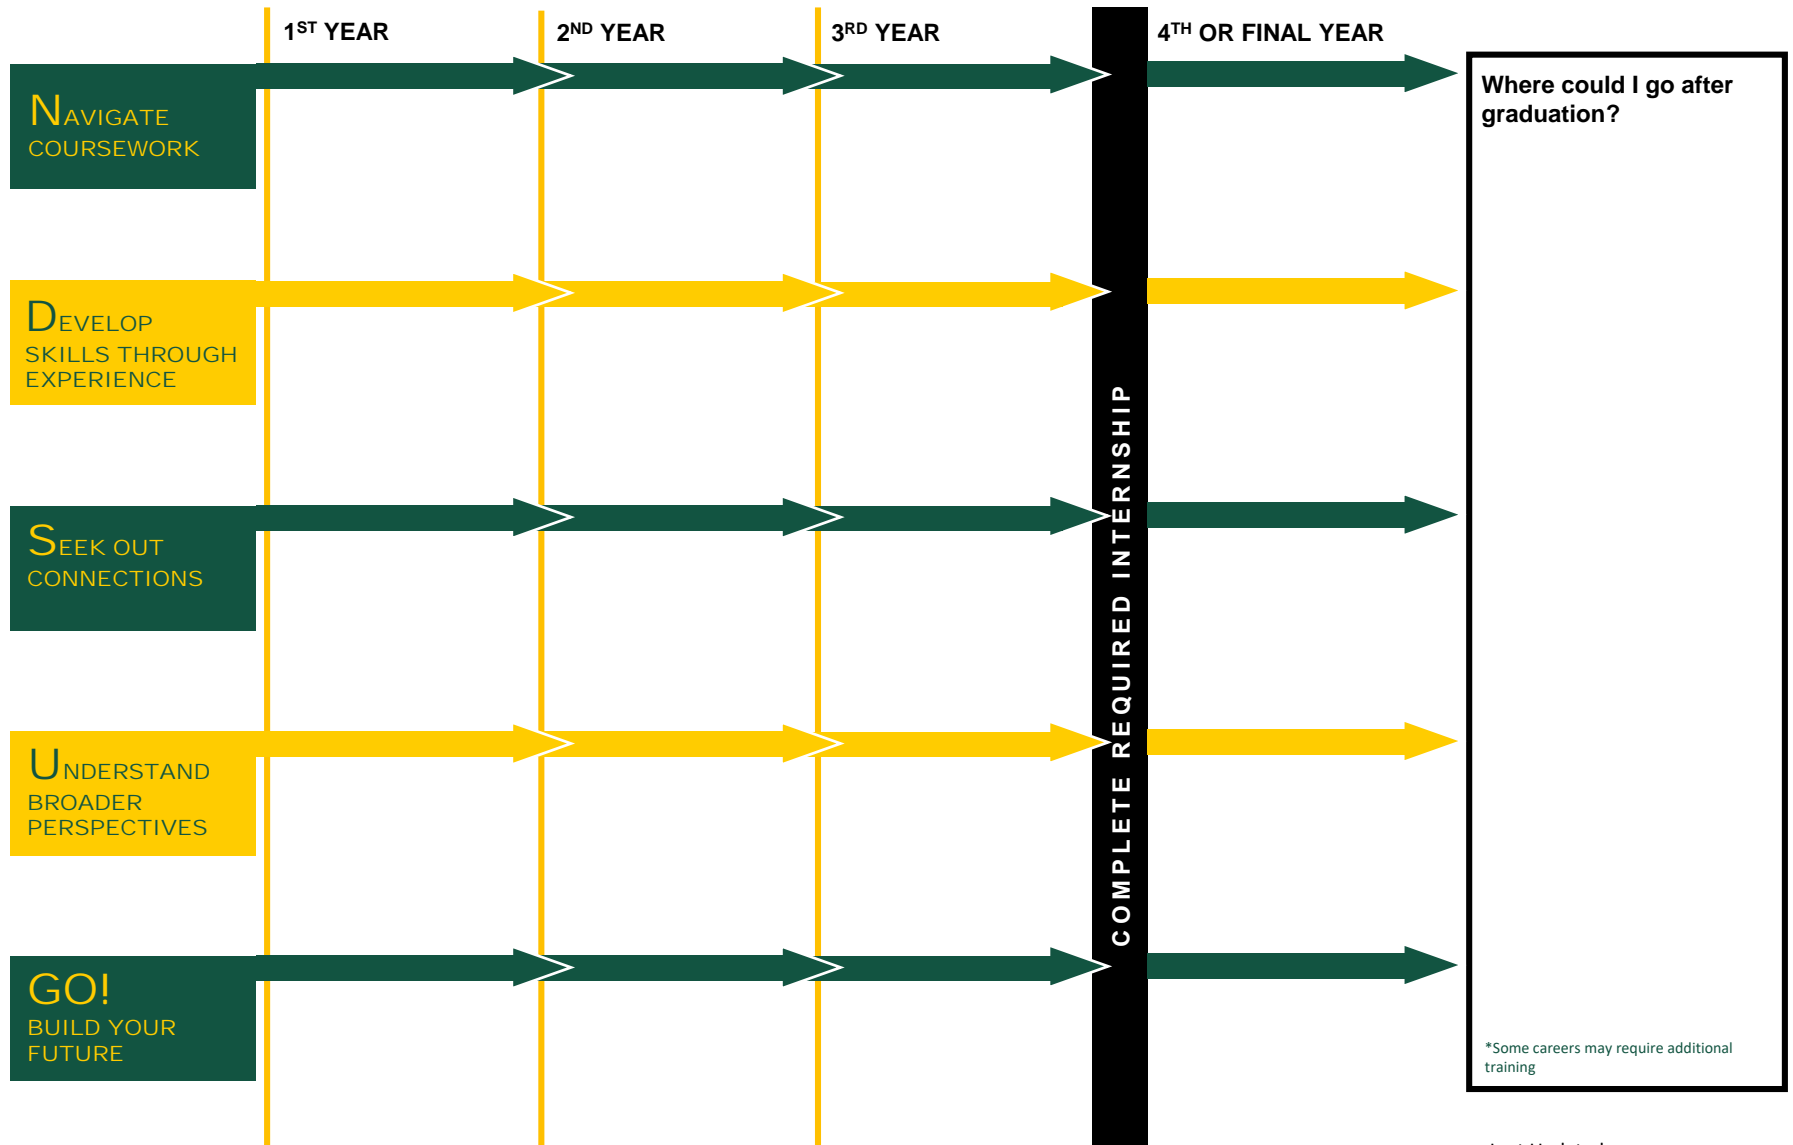 1ST YEAR
2ND YEAR
3RD YEAR
4TH OR FINAL YEAR
NAVIGATE
COURSEWORK
DEVELOP
SKILLS THROUGH
EXPERIENCE
SEEK OUT
CONNECTIONS
UNDERSTAND
BROADER
PERSPECTIVES
GO!
BUILD YOUR
FUTURE
COMPLETE REQUIRED INTERNSHIP
Where could I go after
graduation?
*Some careers may require additional
training